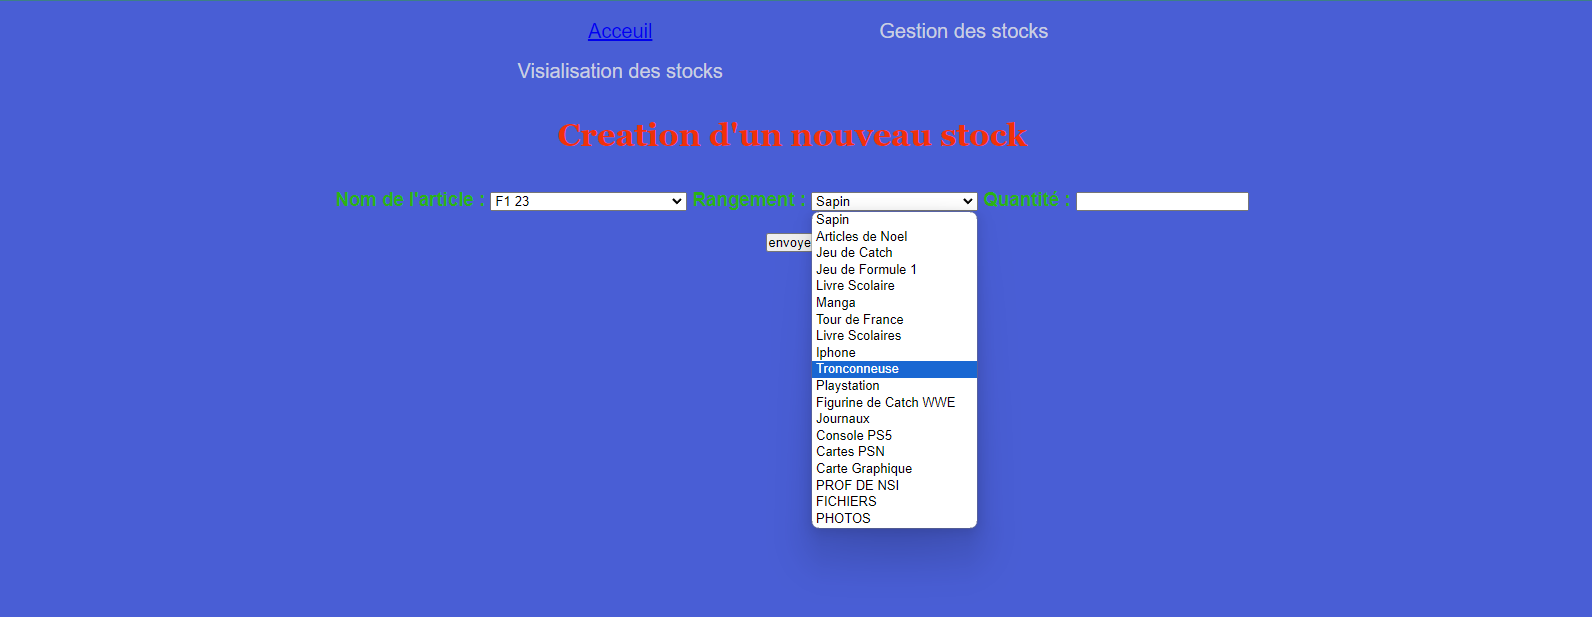 Acceuil Gestion des stocks
Visialisation des stocks
Creation d'un nouveau stock
Nom de l'article : F1 23 Rangement : Sapin Quantité :
envoye
Sapin
Articles de Noel
Jeu de Catch
Jeu de Formule 1
Livre Scolaire
Manga
Tour de France
Livre Scolaires
Iphone
Tronconneuse
Playstation
Figurine de Catch WWE
Journaux
Console PS5
Cartes PSN
Carte Graphique
PROF DE NSI
FICHIERS
PHOTOS